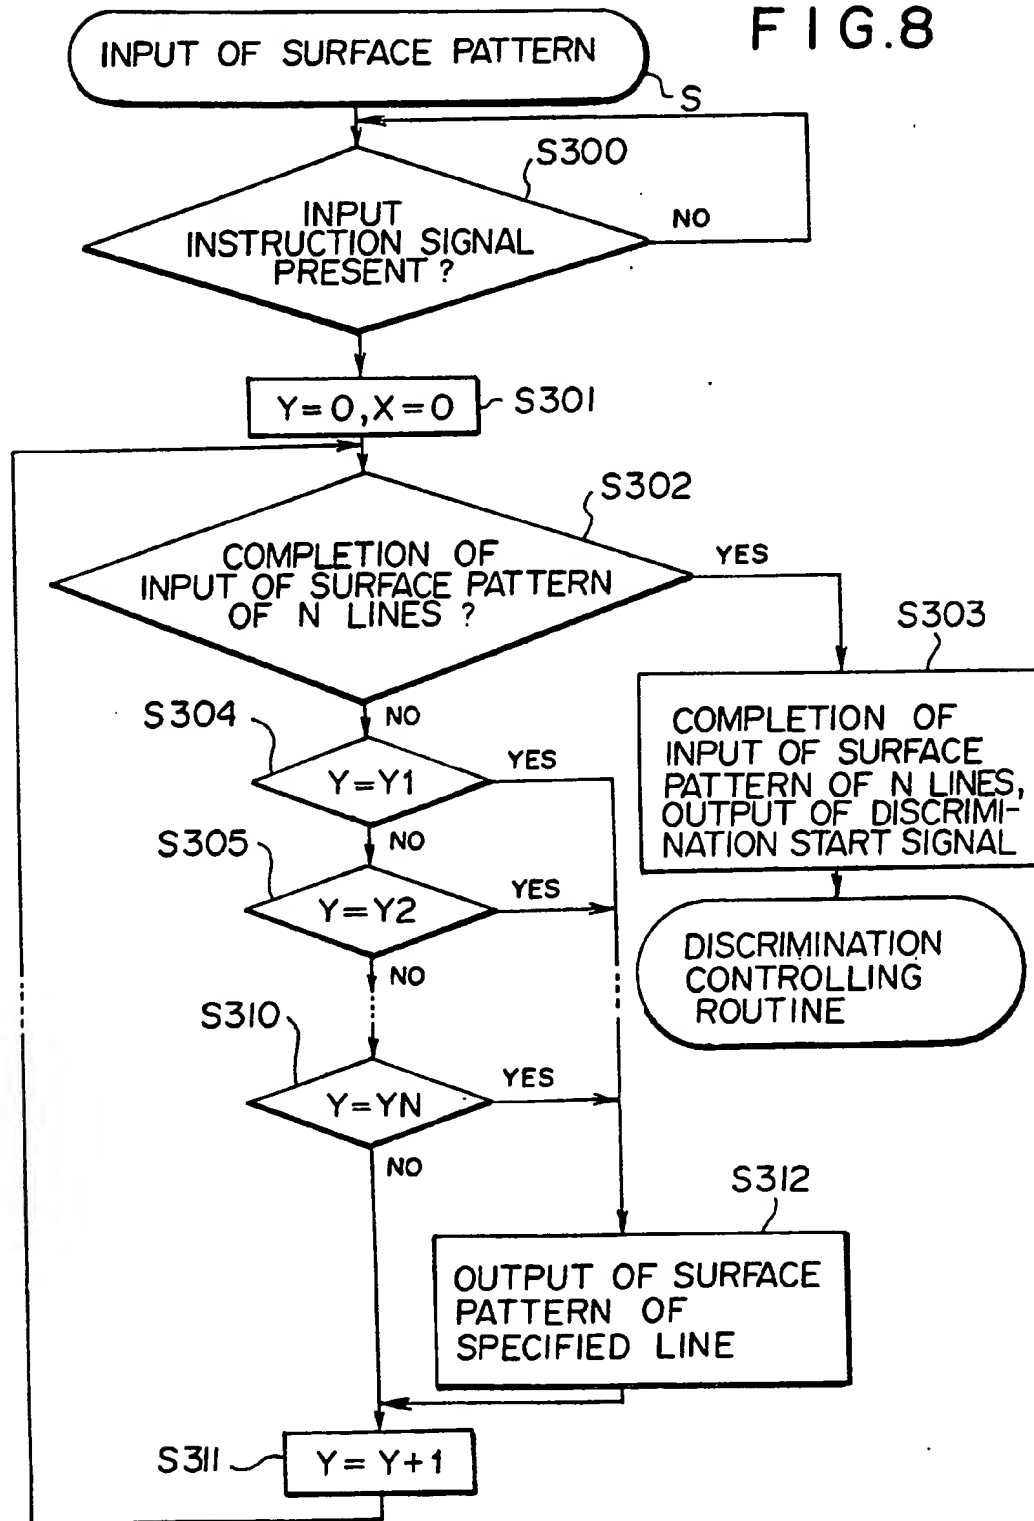 FIG.8
INPUT OF SURFACE PATTERN
S
S300
INPUT
INSTRUCTION SIGNAL
PRESENT ?
NO
Y=0, X=0
S301
S302
COMPLETION OF
INPUT OF SURFACE PATTERN
OF N LINES ?
YES
NO
S303
COMPLETION OF
INPUT OF SURFACE
PATTERN OF N LINES,
OUTPUT OF DISCRIMI-
NATION START SIGNAL
DISCRIMINATION
CONTROLLING
ROUTINE
S304
Y=Y1
YES
NO
S305
Y=Y2
YES
NO
S310
Y=YN
YES
NO
S312
OUTPUT OF SURFACE
PATTERN OF
SPECIFIED LINE
S311
Y= Y+1